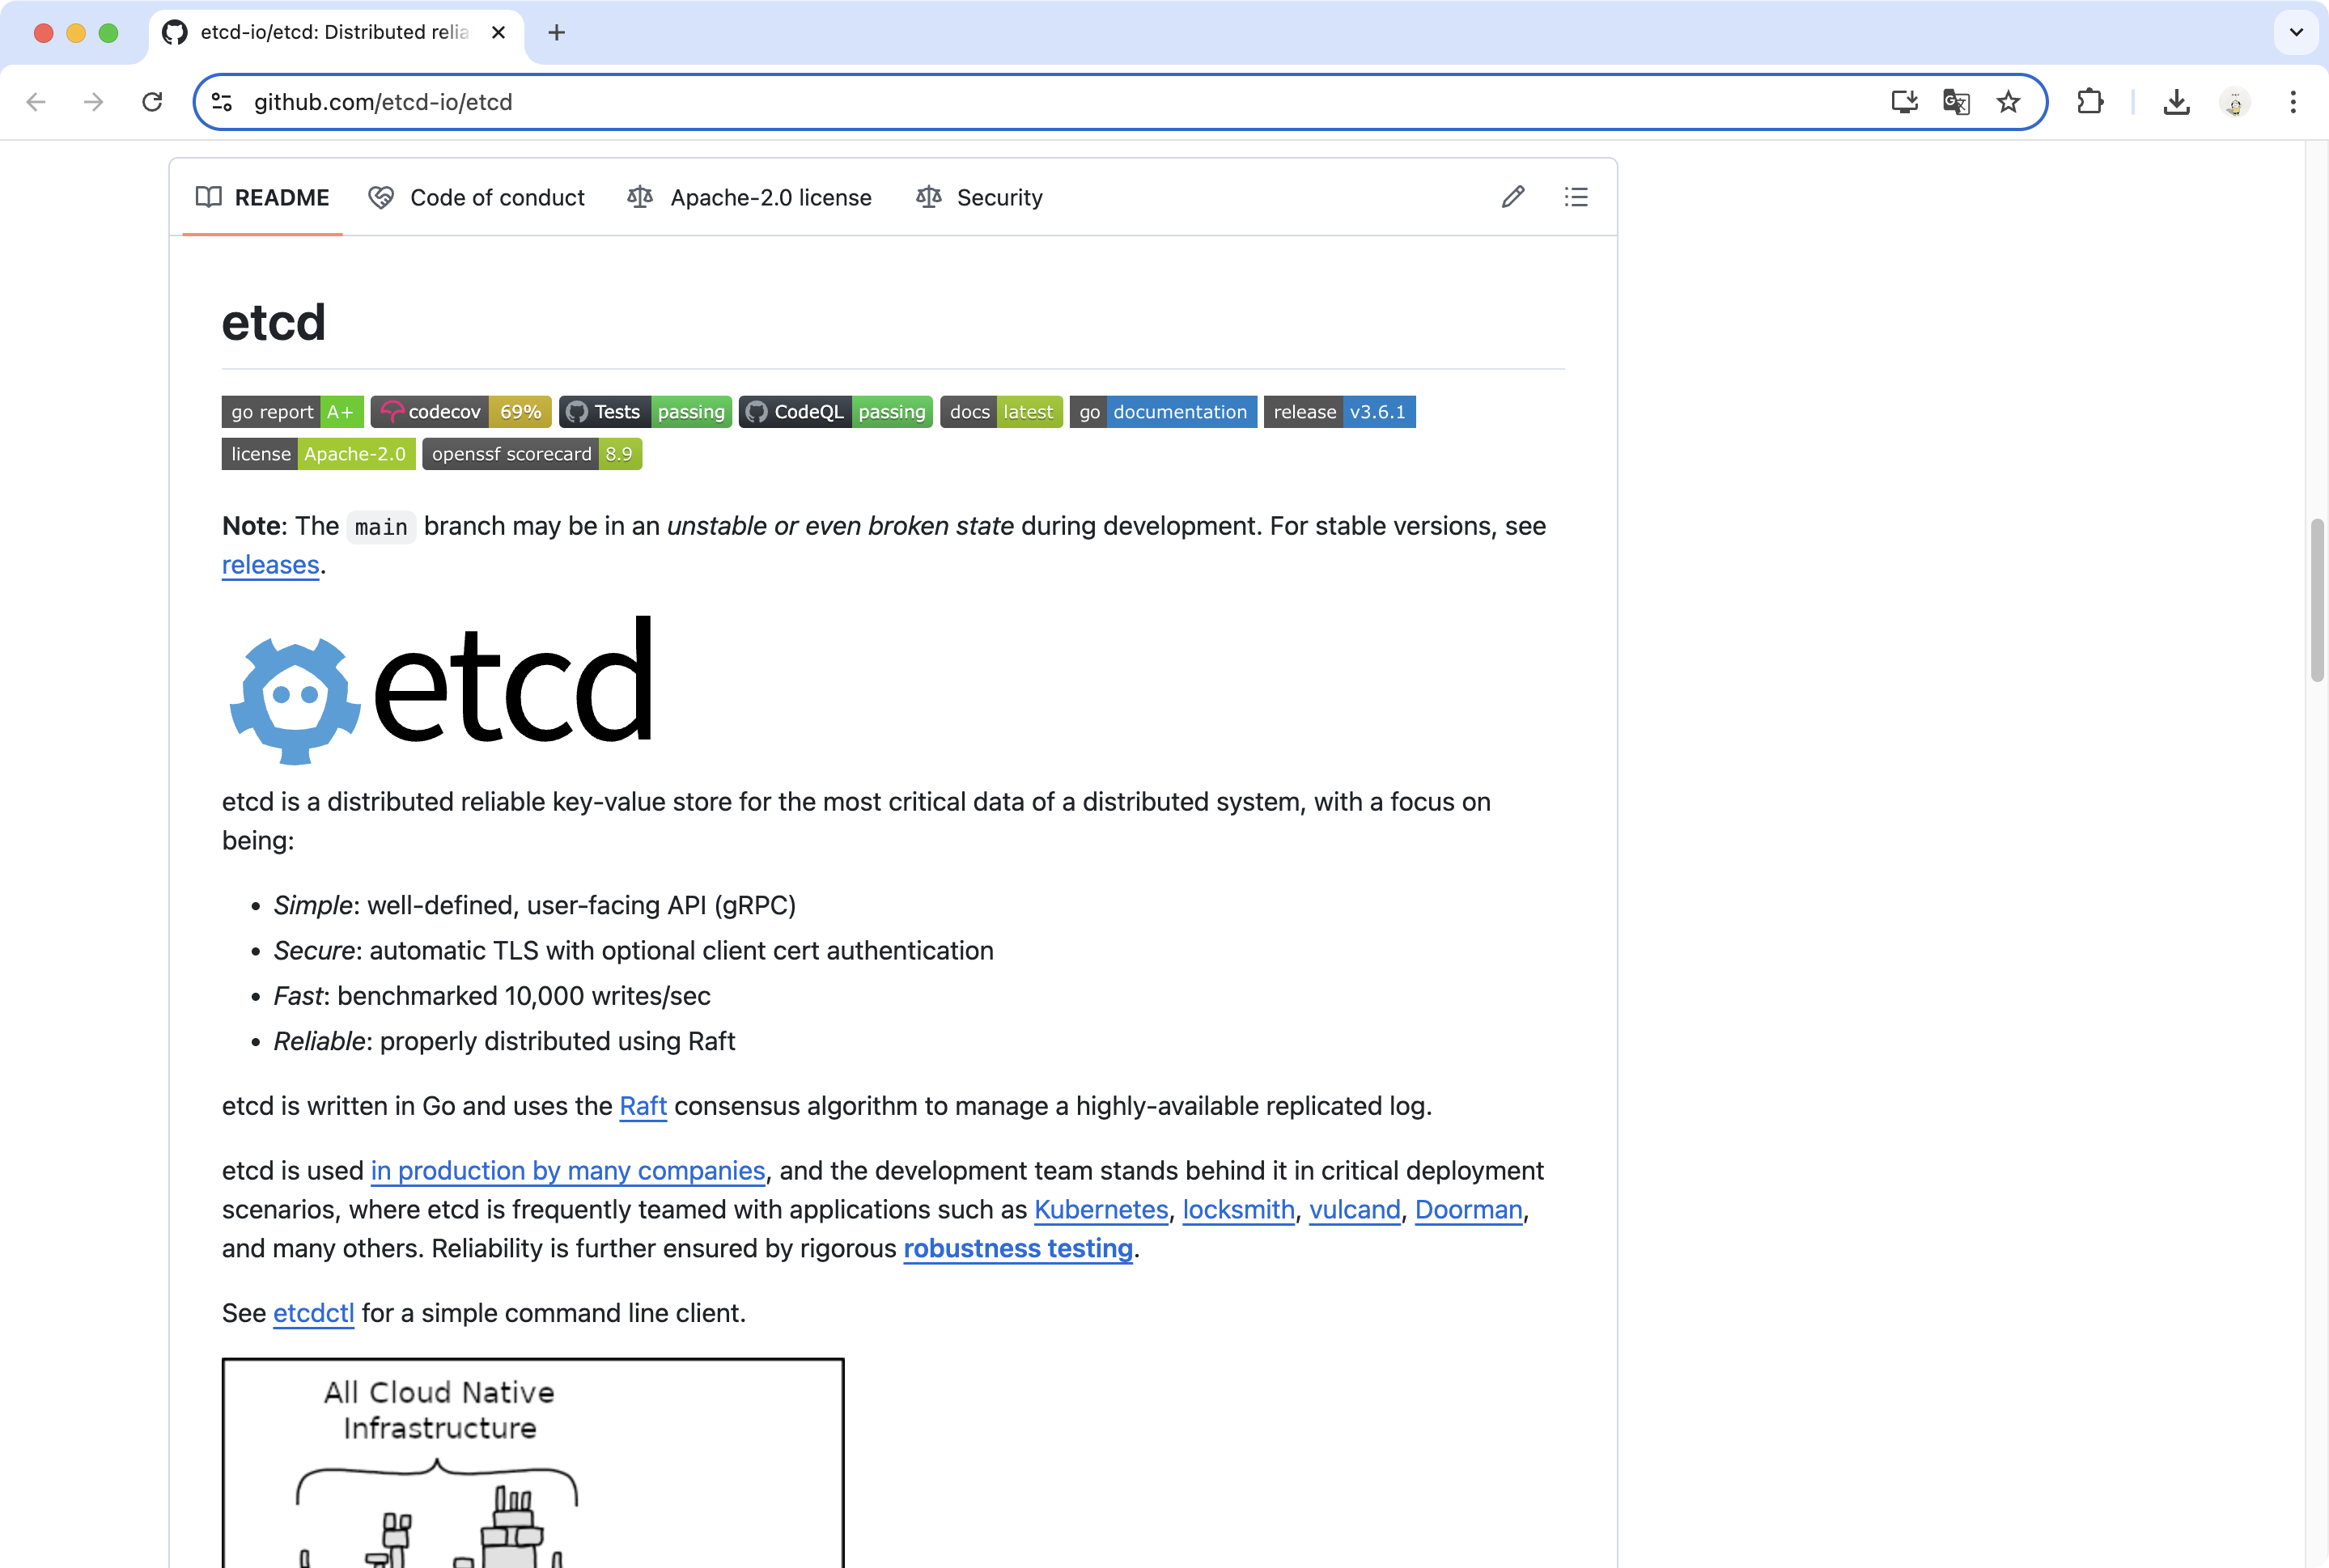 etcd-io/etcd: Distributed relia
github.com/etcd-io/etcd
README Code of conduct Apache-2.0 license Security
etcd
go report A+ codecov 69% Tests passing CodeQL passing docs latest go documentation release v3.6.1
license Apache-2.0 openssf scorecard 8.9
Note: The main branch may be in an unstable or even broken state during development. For stable versions, see
releases.
etcd
etcd is a distributed reliable key-value store for the most critical data of a distributed system, with a focus on
being:
• Simple: well-defined, user-facing API (gRPC)
• Secure: automatic TLS with optional client cert authentication
• Fast: benchmarked 10,000 writes/sec
• Reliable: properly distributed using Raft
etcd is written in Go and uses the Raft consensus algorithm to manage a highly-available replicated log.
etcd is used in production by many companies, and the development team stands behind it in critical deployment
scenarios, where etcd is frequently teamed with applications such as Kubernetes, locksmith, vulcand, Doorman,
and many others. Reliability is further ensured by rigorous robustness testing.
See etcdctl for a simple command line client.
All Cloud Native
Infrastructure